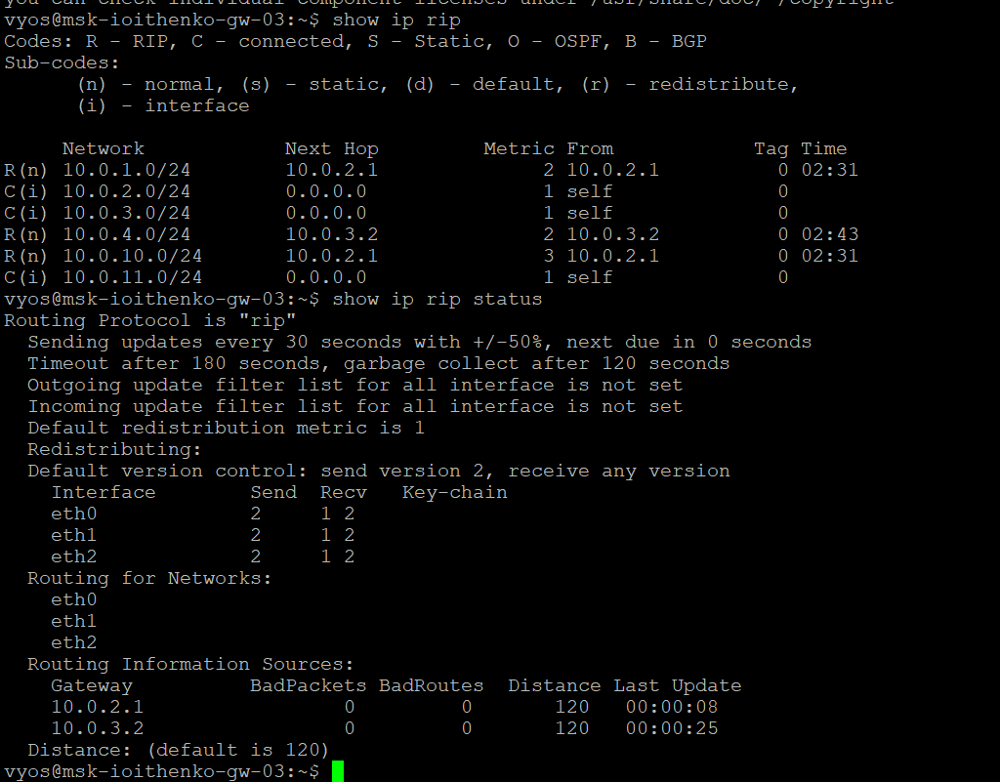 you can check individual component licenses under /usr/share/doc/*/copyright
vyos@msk-ioithenko-gw-03:~$ show ip rip
Codes: R - RIP, C - connected, S - Static, O - OSPF, B - BGP
Sub-codes:
      (n) - normal, (s) - static, (d) - default, (r) - redistribute,
      (i) - interface
     Network            Next Hop         Metric From            Tag Time
R(n) 10.0.1.0/24        10.0.2.1              2 10.0.2.1          0 02:31
C(i) 10.0.2.0/24        0.0.0.0               1 self              0
C(i) 10.0.3.0/24        0.0.0.0               1 self              0
R(n) 10.0.4.0/24        10.0.3.2              2 10.0.3.2          0 02:43
R(n) 10.0.10.0/24       10.0.2.1              3 10.0.2.1          0 02:31
C(i) 10.0.11.0/24       0.0.0.0               1 self              0
vyos@msk-ioithenko-gw-03:~$ show ip rip status
Routing Protocol is "rip"
  Sending updates every 30 seconds with +/-50%, next due in 0 seconds
  Timeout after 180 seconds, garbage collect after 120 seconds
  Outgoing update filter list for all interface is not set
  Incoming update filter list for all interface is not set
  Default redistribution metric is 1
  Redistributing:
  Default version control: send version 2, receive any version
    Interface        Send  Recv   Key-chain
    eth0             2     1 2
    eth1             2     1 2
    eth2             2     1 2
  Routing for Networks:
    eth0
    eth1
    eth2
  Routing Information Sources:
    Gateway          BadPackets BadRoutes  Distance Last Update
    10.0.2.1                 0         0       120   00:00:08
    10.0.3.2                 0         0       120   00:00:25
  Distance: (default is 120)
vyos@msk-ioithenko-gw-03:~$